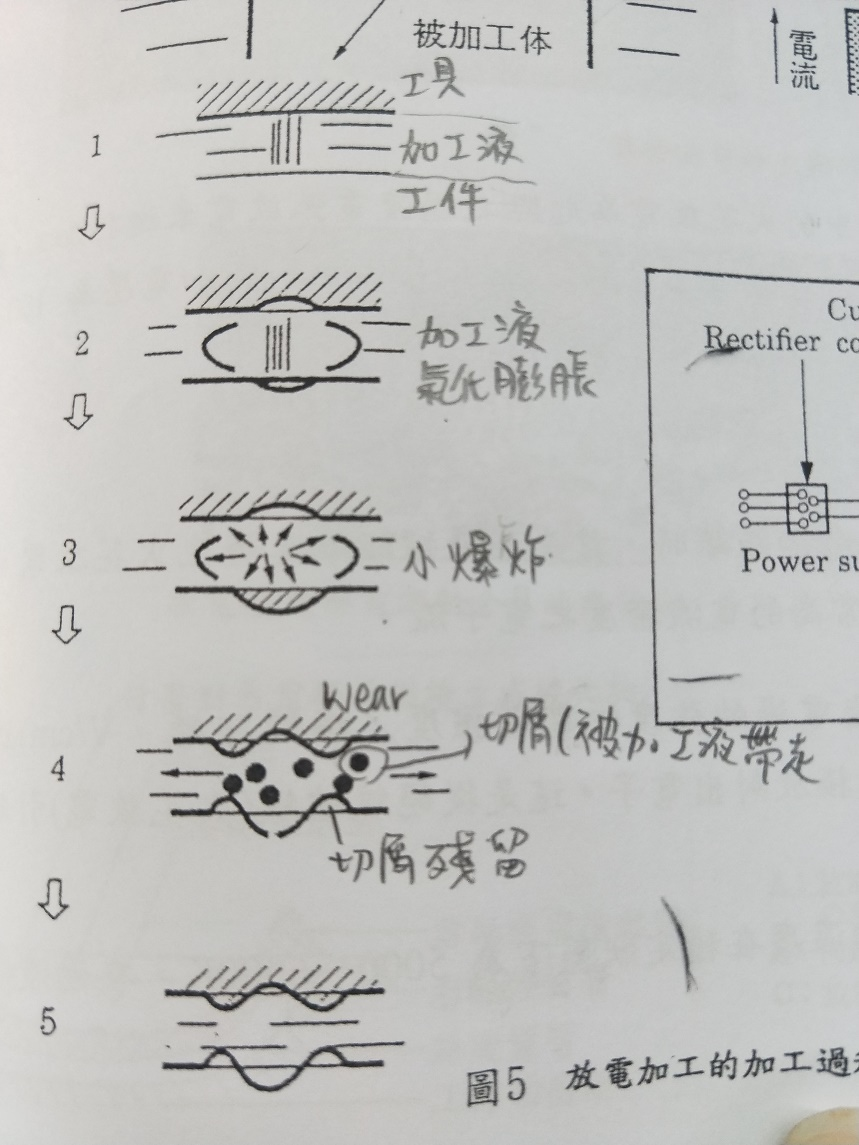 被加工体
電流
工具
1
加工液
工件
2
加工液
氣化膨脹
Cu
Rectifier co
3
小爆炸
Power su
wear
4
切屑(被加工液帶走
切屑殘留
5
圖5 放電加工的加工過